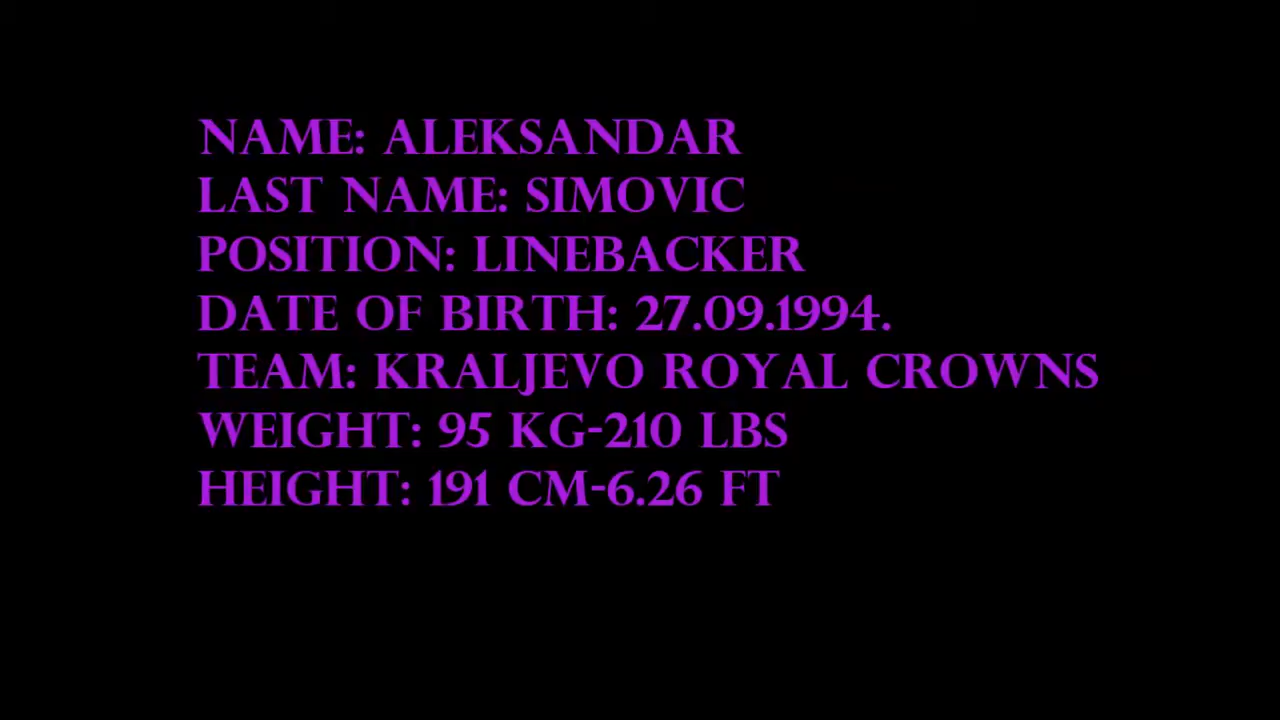 NAME: ALEKSANDAR
LAST NAME: SIMOVIC
POSITION: LINEBACKER
DATE OF BIRTH: 27.09.1994.
TEAM: KRALJEVO ROYAL CROWNS
WEIGHT: 95 KG-210 LBS
HEIGHT: 191 CM-6.26 FT